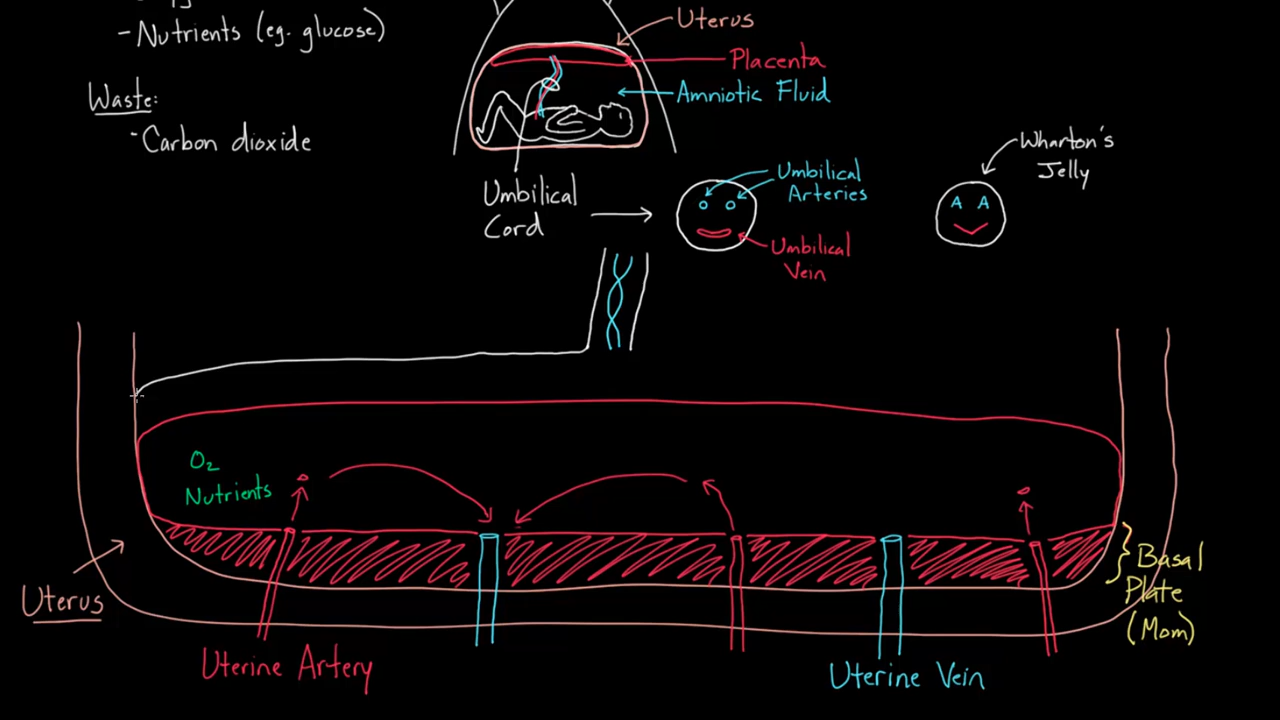 - Nutrients (eg. glucose)
Waste:
- Carbon dioxide
Uterus
Placenta
Amniotic Fluid
Umbilical
Cord
Umbilical
Arteries
Umbilical
Vein
Wharton's
Jelly
A A
O2
Nutrients
Uterus
Uterine Artery
Uterine Vein
Basal
Plate
(Mom)